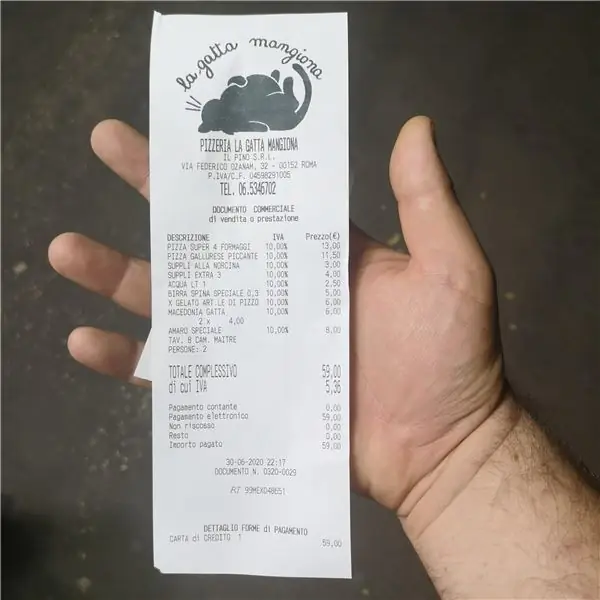 la gatta mangiona
PIZZERIA LA GATTA MANGIONA
IL PINO S.R.L.
VIA FEDERICO OZANAM, 32 - 00152 ROMA
P.IVA/C.F. 04598291005
TEL. 06.5346702
DOCUMENTO COMMERCIALE
di vendita o prestazione
DESCRIZIONE IVA Prezzo(€)
PIZZA SUPER 4 FORMAGGI 10,00% 13,00
PIZZA GALLURESE PICCANTE 10,00% 11,50
SUPPLI ALLA NORCINA 10,00% 3,00
SUPPLI EXTRA 3 10,00% 4,00
ACQUA LT 1 10,00% 2,50
BIRRA SPINA SPECIALE 0,3 10,00% 5,00
X GELATO ART.LE DI PIZZO 10,00% 6,00
MACEDONIA GATTA 10,00% 6,00
2 x 4,00
AMARO SPECIALE 10,00% 8,00
TAV. 8 CAM. MAITRE
PERSONE: 2
TOTALE COMPLESSIVO 59,00
di cui IVA 5,36
Pagamento contante 0,00
Pagamento elettronico 59,00
Non riscosso 0,00
Resto 0,00
Importo pagato 59,00
30-06-2020 22:17
DOCUMENTO N. 0320-0029
RT 99MEX048651
DETTAGLIO FORME di PAGAMENTO
CARTA di CREDITO 1 59,00